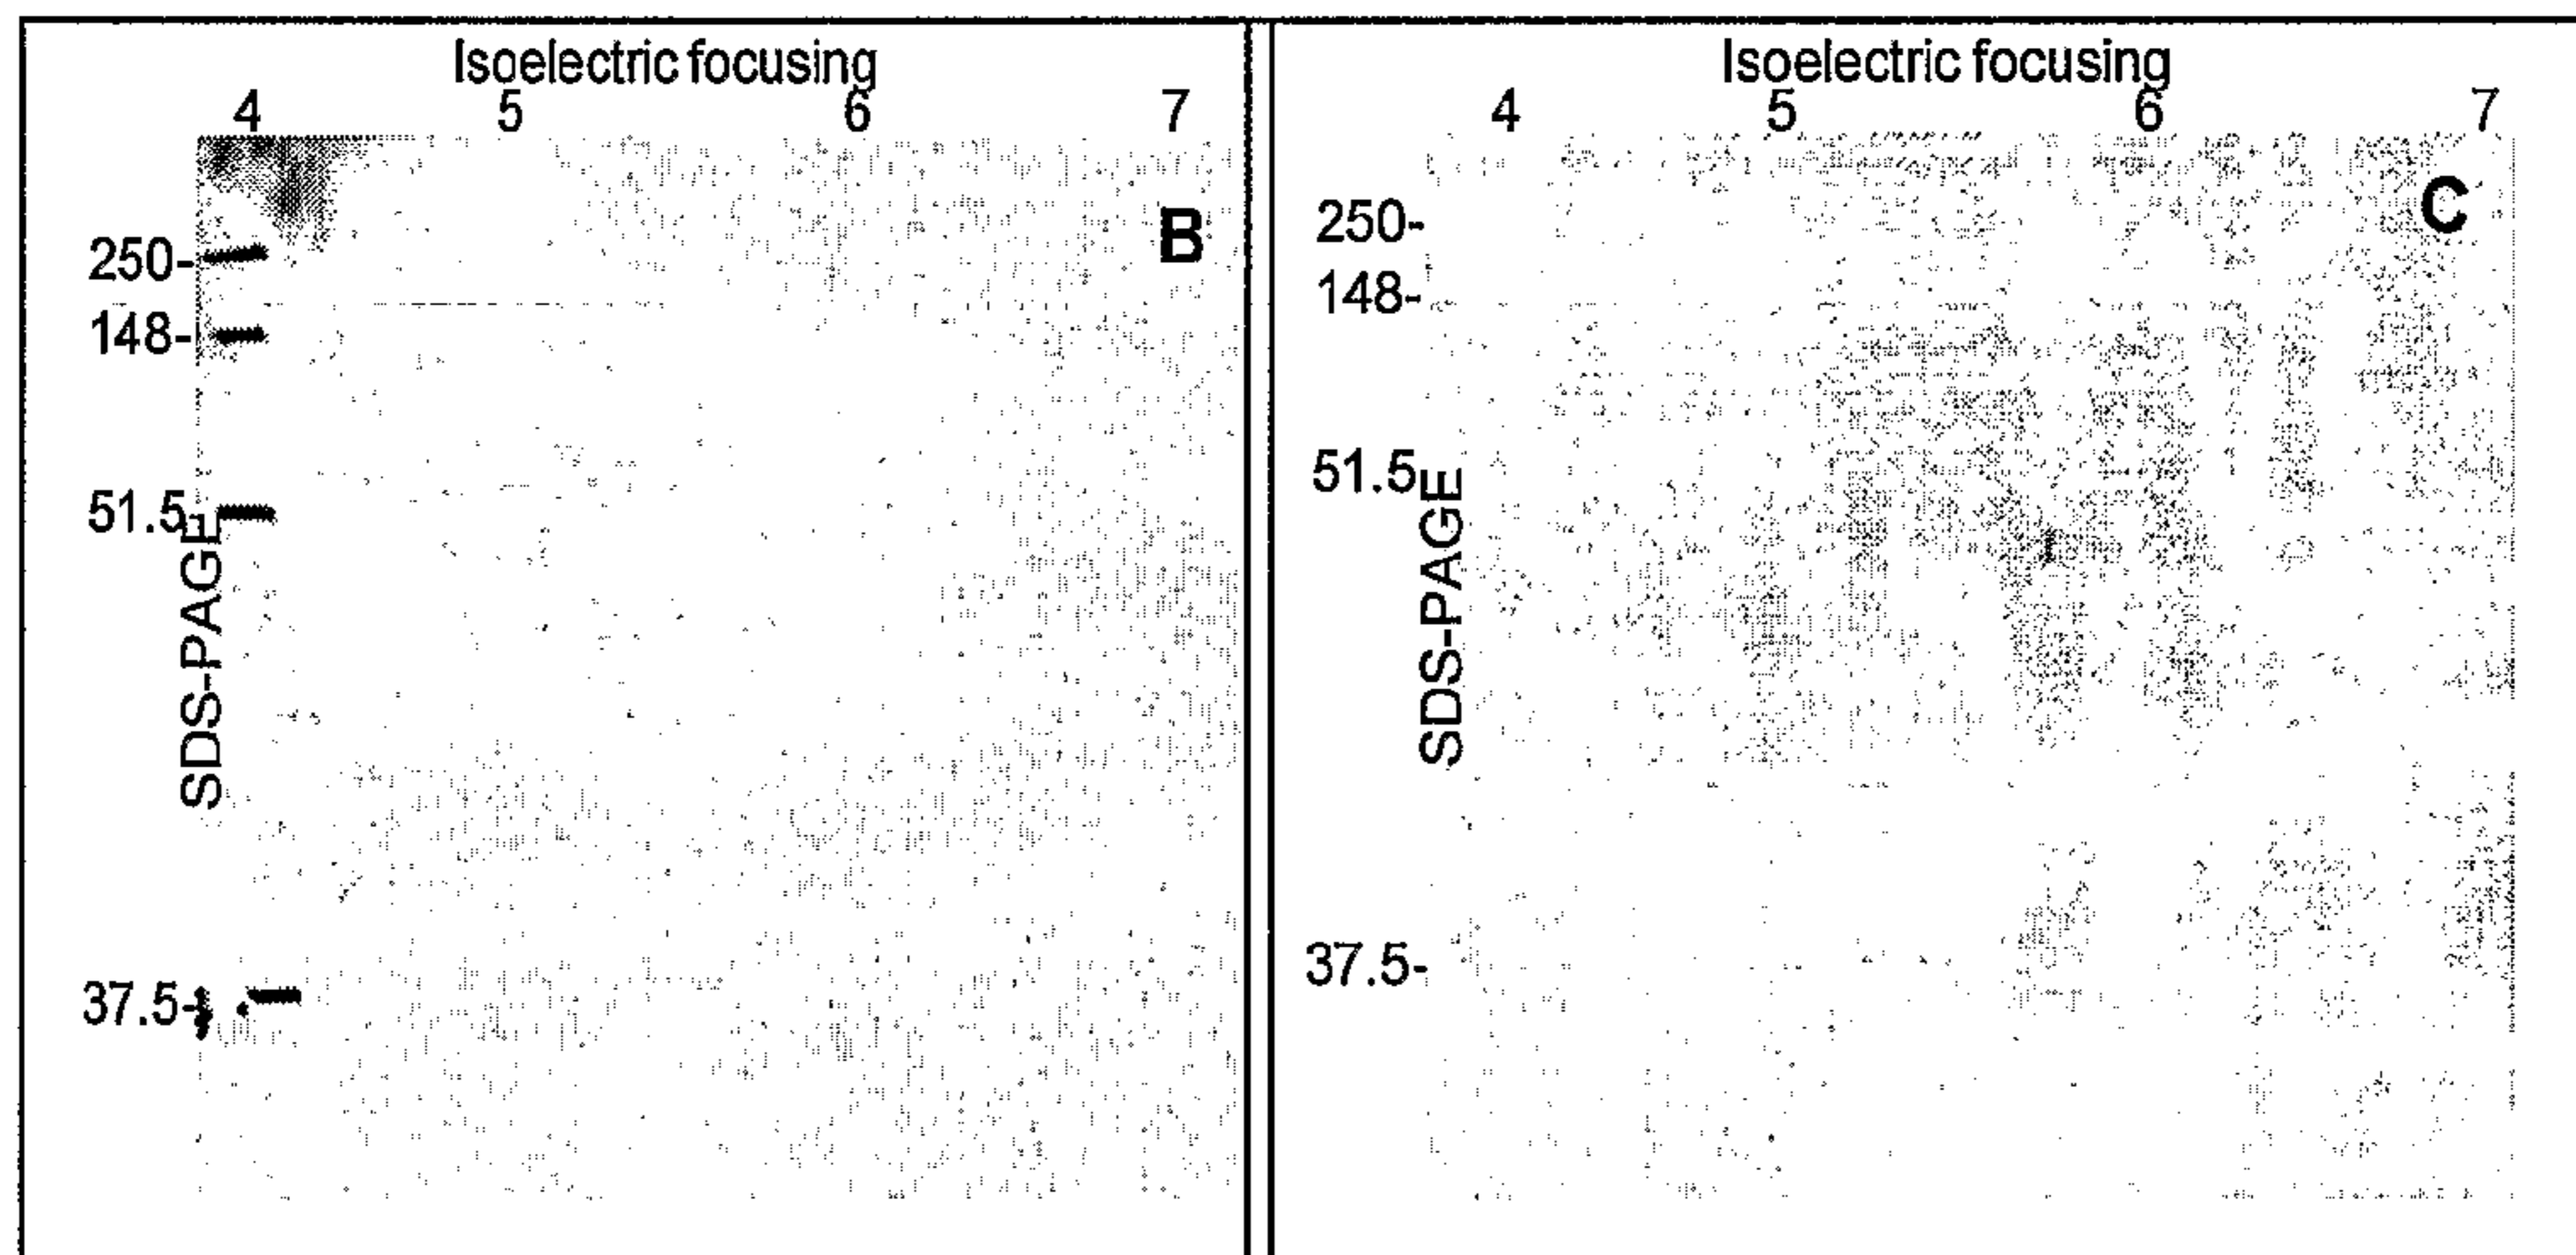 Isoelectric focusing
4 5 6 7
B
250-
148-
51.5-
37.5-
SDS-PAGE
Isoelectric focusing
4 5 6 7
C
250-
148-
51.5
37.5-
SDS-PAGE